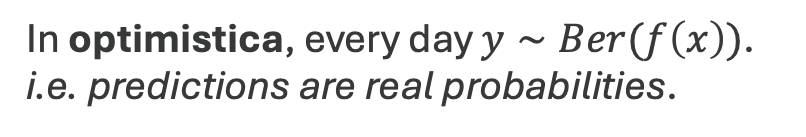 In optimistica, every day y ~ Ber(f(x)).
i.e. predictions are real probabilities.